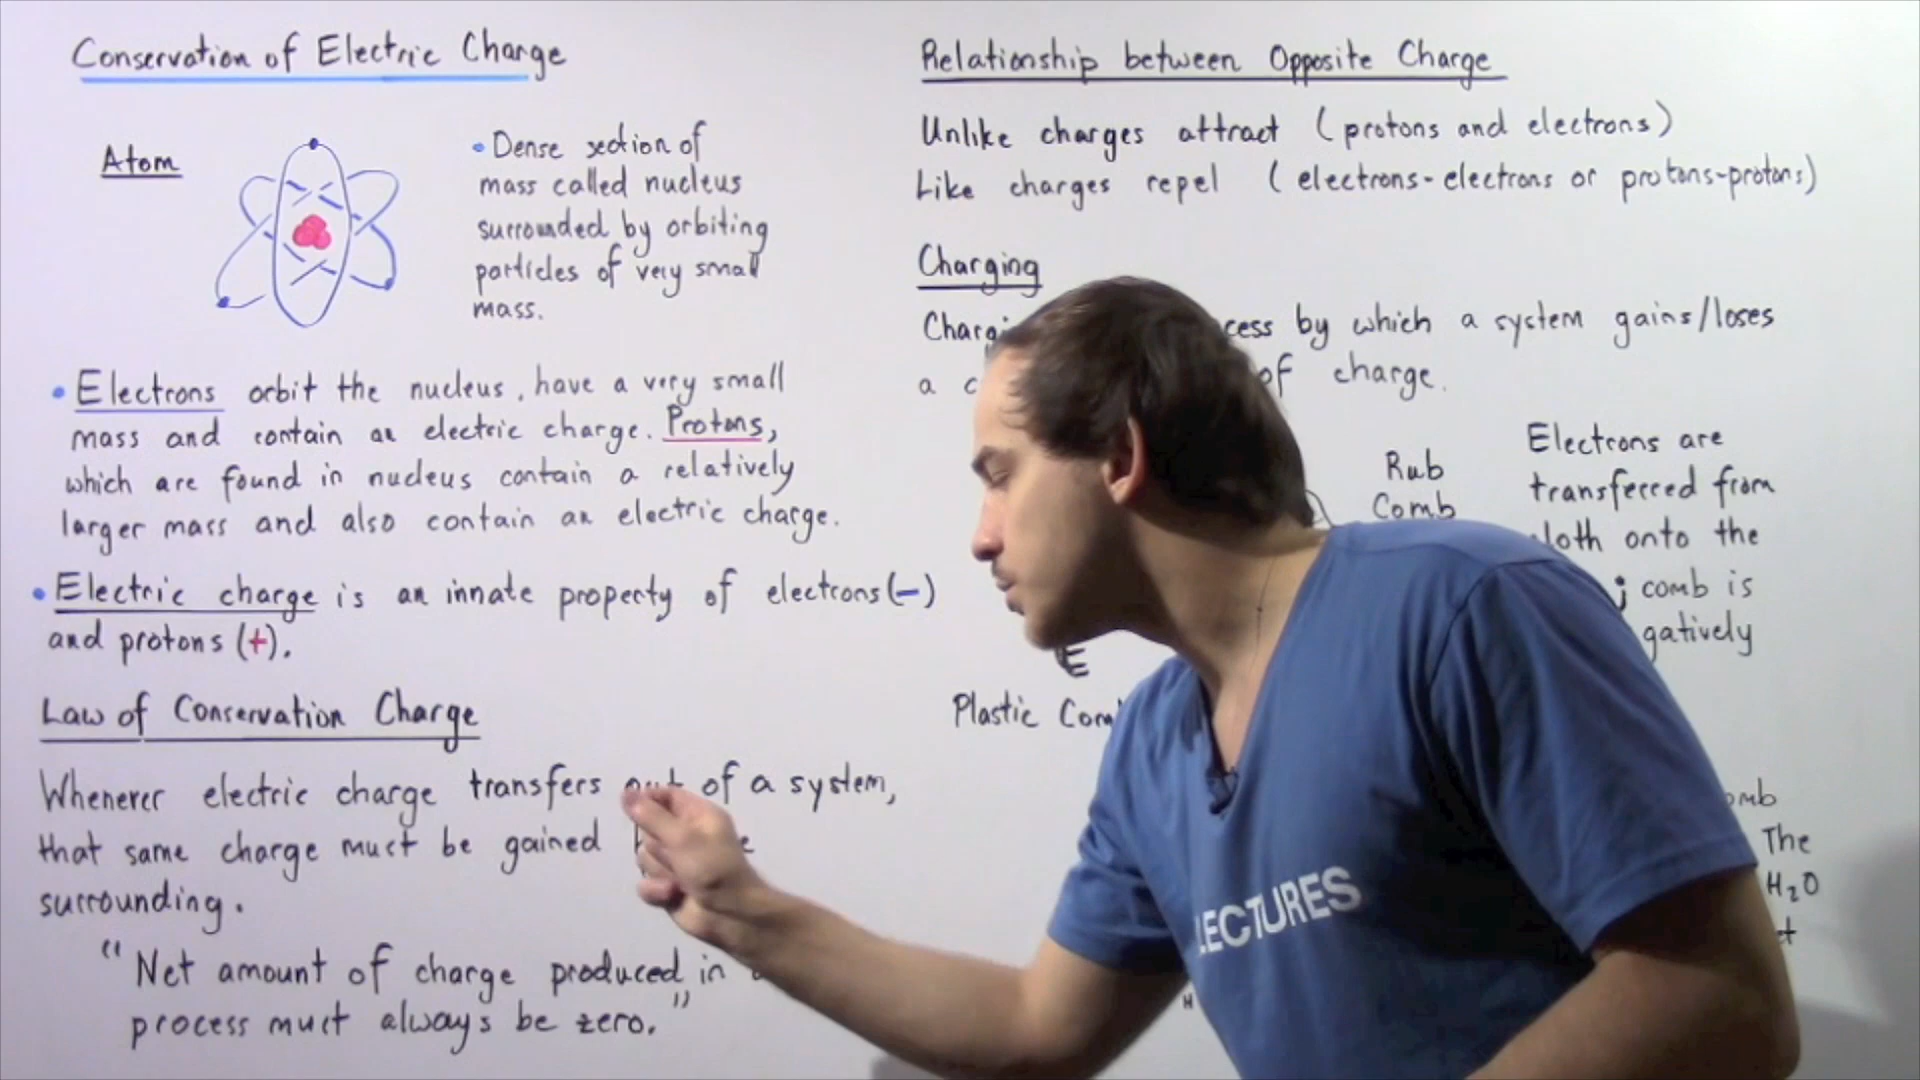 Conservation of Electric Charge
Atom
• Dense section of
mass called nucleus
surrounded by orbiting
particles of very small
mass.
• Electrons orbit the nucleus, have a very small
mass and contain an electric charge. Protons,
which are found in nucleus contain a relatively
larger mass and also contain an electric charge.
• Electric charge is an innate property of electrons (−)
and protons (+).
Law of Conservation Charge
Whenever electric charge transfers out of a system,
that same charge must be gained
surrounding.
"Net amount of charge produced in
process must always be zero."
Relationship between Opposite Charge
Unlike charges attract (protons and electrons)
Like charges repel (electrons-electrons or protons-protons)
Charging
by which a system gains/loses
a of charge.
Rub
Comb
Electrons are
transferred from
onto the
comb is
Plastic
The
H₂O
LECTURES